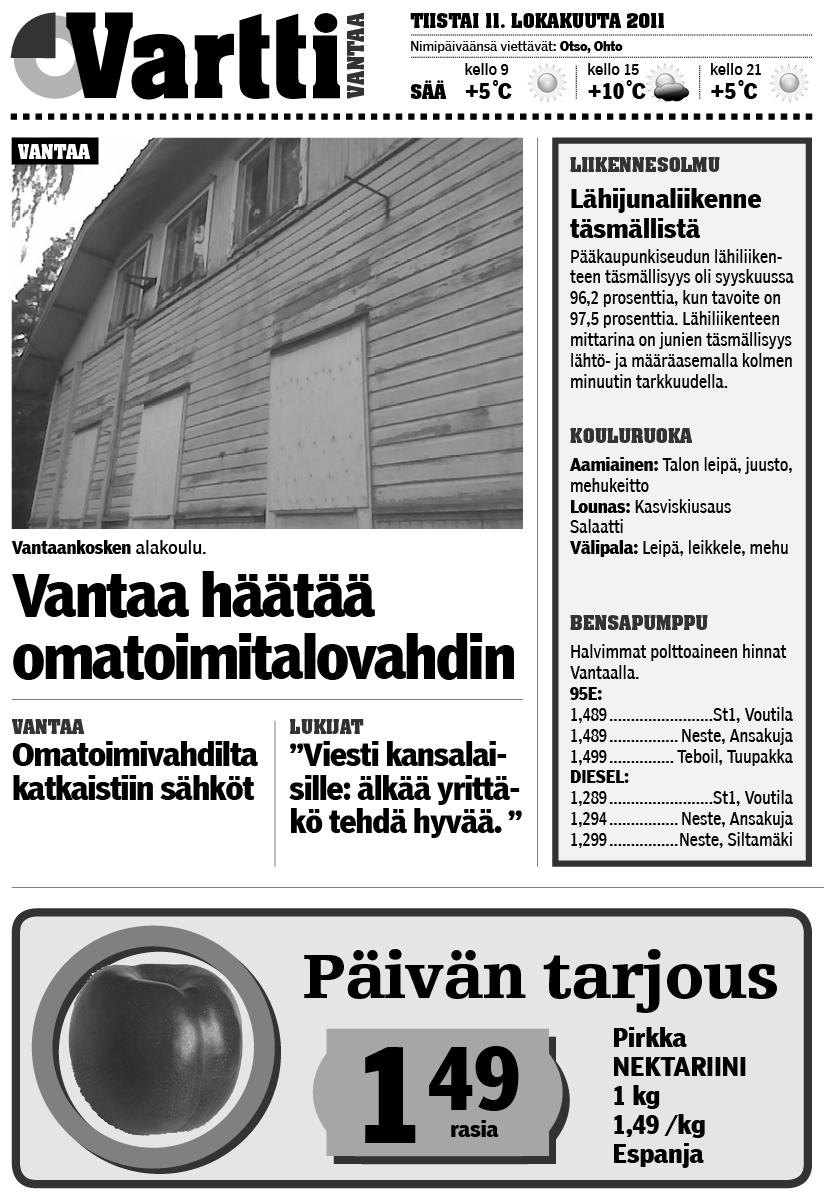 Vartti
VANTAA
TIISTAI 11. LOKAKUUTA 2011
Nimipäiväänsä viettävät: Otso, Ohto
SÄÄ
kello 9
+5°C
kello 15
+10°C
kello 21
+5°C
VANTAA
Vantaankosken alakoulu.
Vantaa häätää
omatoimitalovahdin
VANTAA
Omatoimivahdilta
katkaistiin sähköt
LUKIJAT
”Viesti kansalai-
sille: älkää yrittä-
kö tehdä hyvää. ”
LIIKENNESOLMU
Lähijunaliikenne
täsmällistä
Pääkaupunkiseudun lähiliiken-
teen täsmällisyys oli syyskuussa
96,2 prosenttia, kun tavoite on
97,5 prosenttia. Lähiliikenteen
mittarina on junien täsmällisyys
lähtö- ja määräasemalla kolmen
minuutin tarkkuudella.
KOULURUOKA
Aamiainen: Talon leipä, juusto,
mehukeitto
Lounas: Kasviskiusaus
Salaatti
Välipala: Leipä, leikkele, mehu
BENSAPUMPPU
Halvimmat polttoaineen hinnat
Vantaalla.
95E:
1,489........................St1, Voutila
1,489................ Neste, Ansakuja
1,499............... Teboil, Tuupakka
DIESEL:
1,289........................St1, Voutila
1,294................ Neste, Ansakuja
1,299................Neste, Siltamäki
Päivän tarjous
1 49
rasia
Pirkka
NEKTARIINI
1 kg
1,49 /kg
Espanja